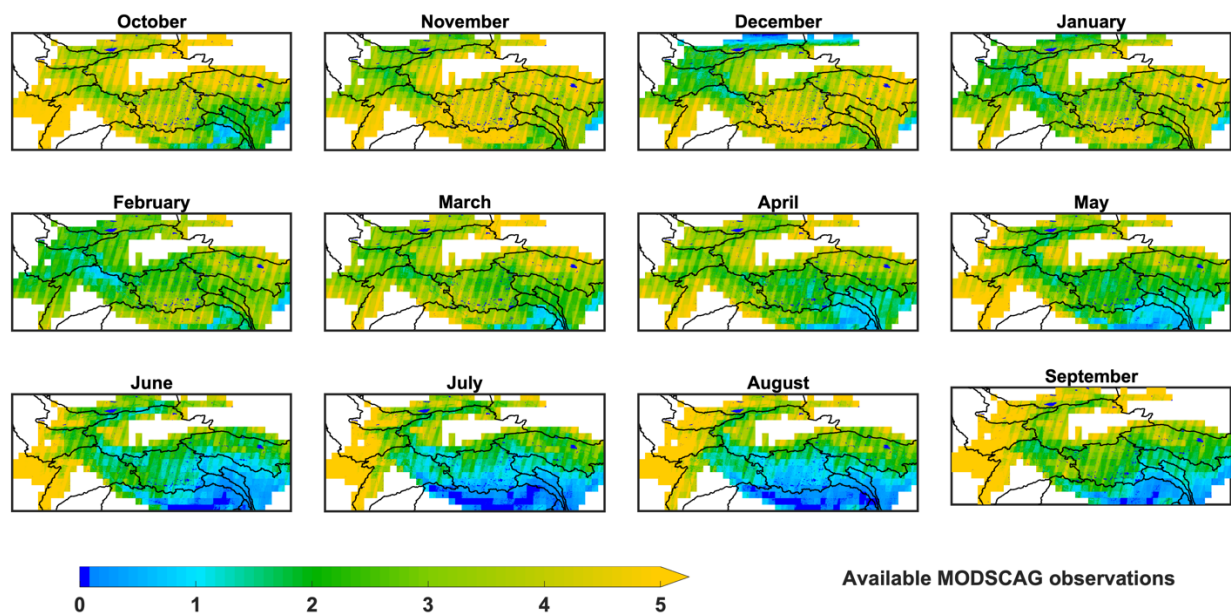 October November December January
February March April May
June July August September
0 1 2 3 4 5
Available MODSCAG observations